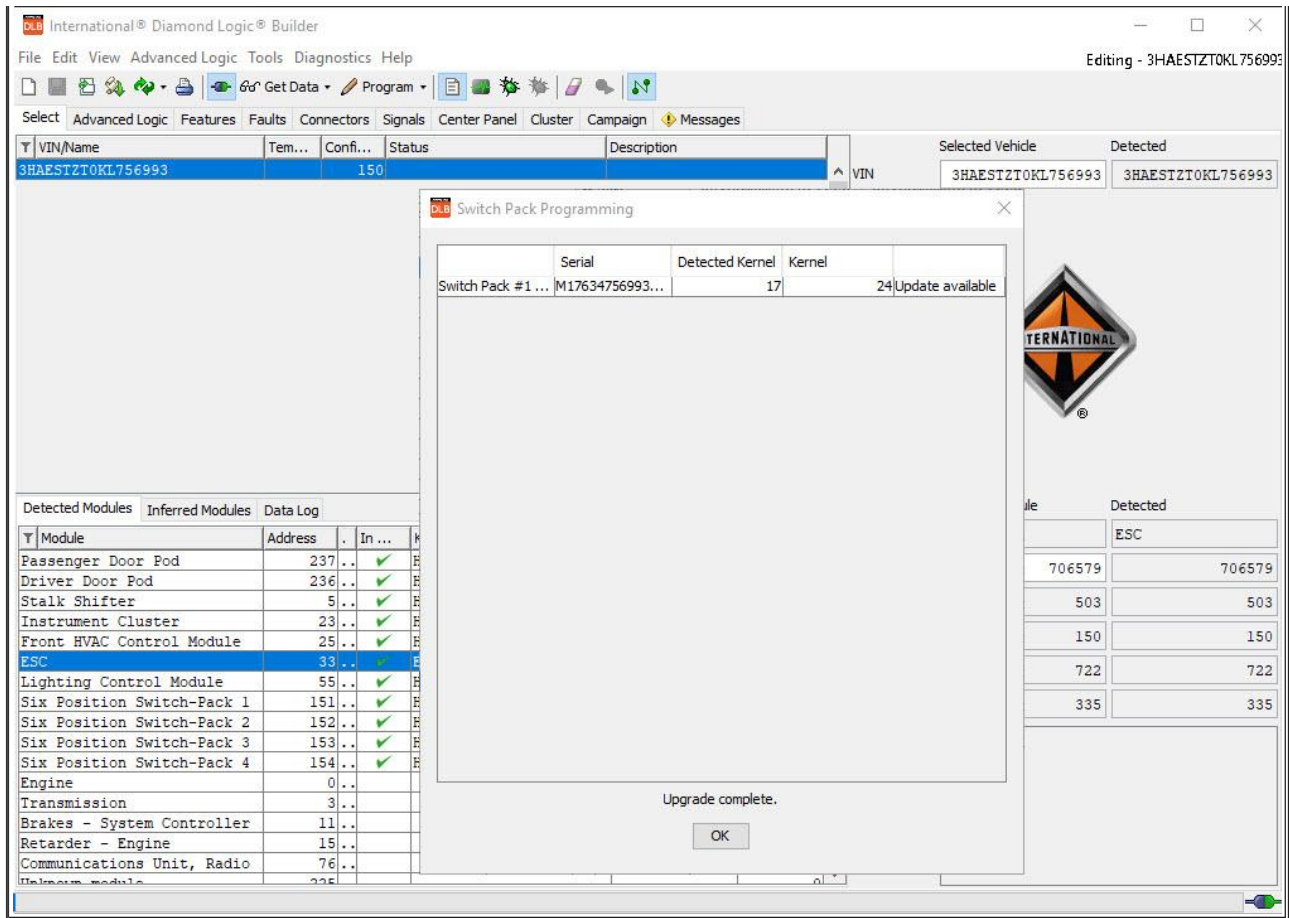 DLB International® Diamond Logic® Builder
File Edit View Advanced Logic Tools Diagnostics Help
Editing - 3HAESTZT0KL756993
Get Data Program
Select Advanced Logic Features Faults Connectors Signals Center Panel Cluster Campaign Messages
VIN/Name Tem... Confi... Status Description
3HAESTZT0KL756993 150
Selected Vehicle Detected
VIN 3HAESTZT0KL756993 3HAESTZT0KL756993
DLB Switch Pack Programming
Serial Detected Kernel Kernel
Switch Pack #1 ... M17634756993... 17 24 Update available
TERNATIONAL
®
Upgrade complete.
OK
Detected Modules Inferred Modules Data Log
Module Address . In ...
Passenger Door Pod 237 ..
Driver Door Pod 236 ..
Stalk Shifter 5 ..
Instrument Cluster 23 ..
Front HVAC Control Module 25 ..
ESC 33 ..
Lighting Control Module 55 ..
Six Position Switch-Pack 1 151 ..
Six Position Switch-Pack 2 152 ..
Six Position Switch-Pack 3 153 ..
Six Position Switch-Pack 4 154 ..
Engine 0 ..
Transmission 3 ..
Brakes - System Controller 11 ..
Retarder - Engine 15 ..
Communications Unit, Radio 76 ..
Detected
ESC
706579 706579
503 503
150 150
722 722
335 335